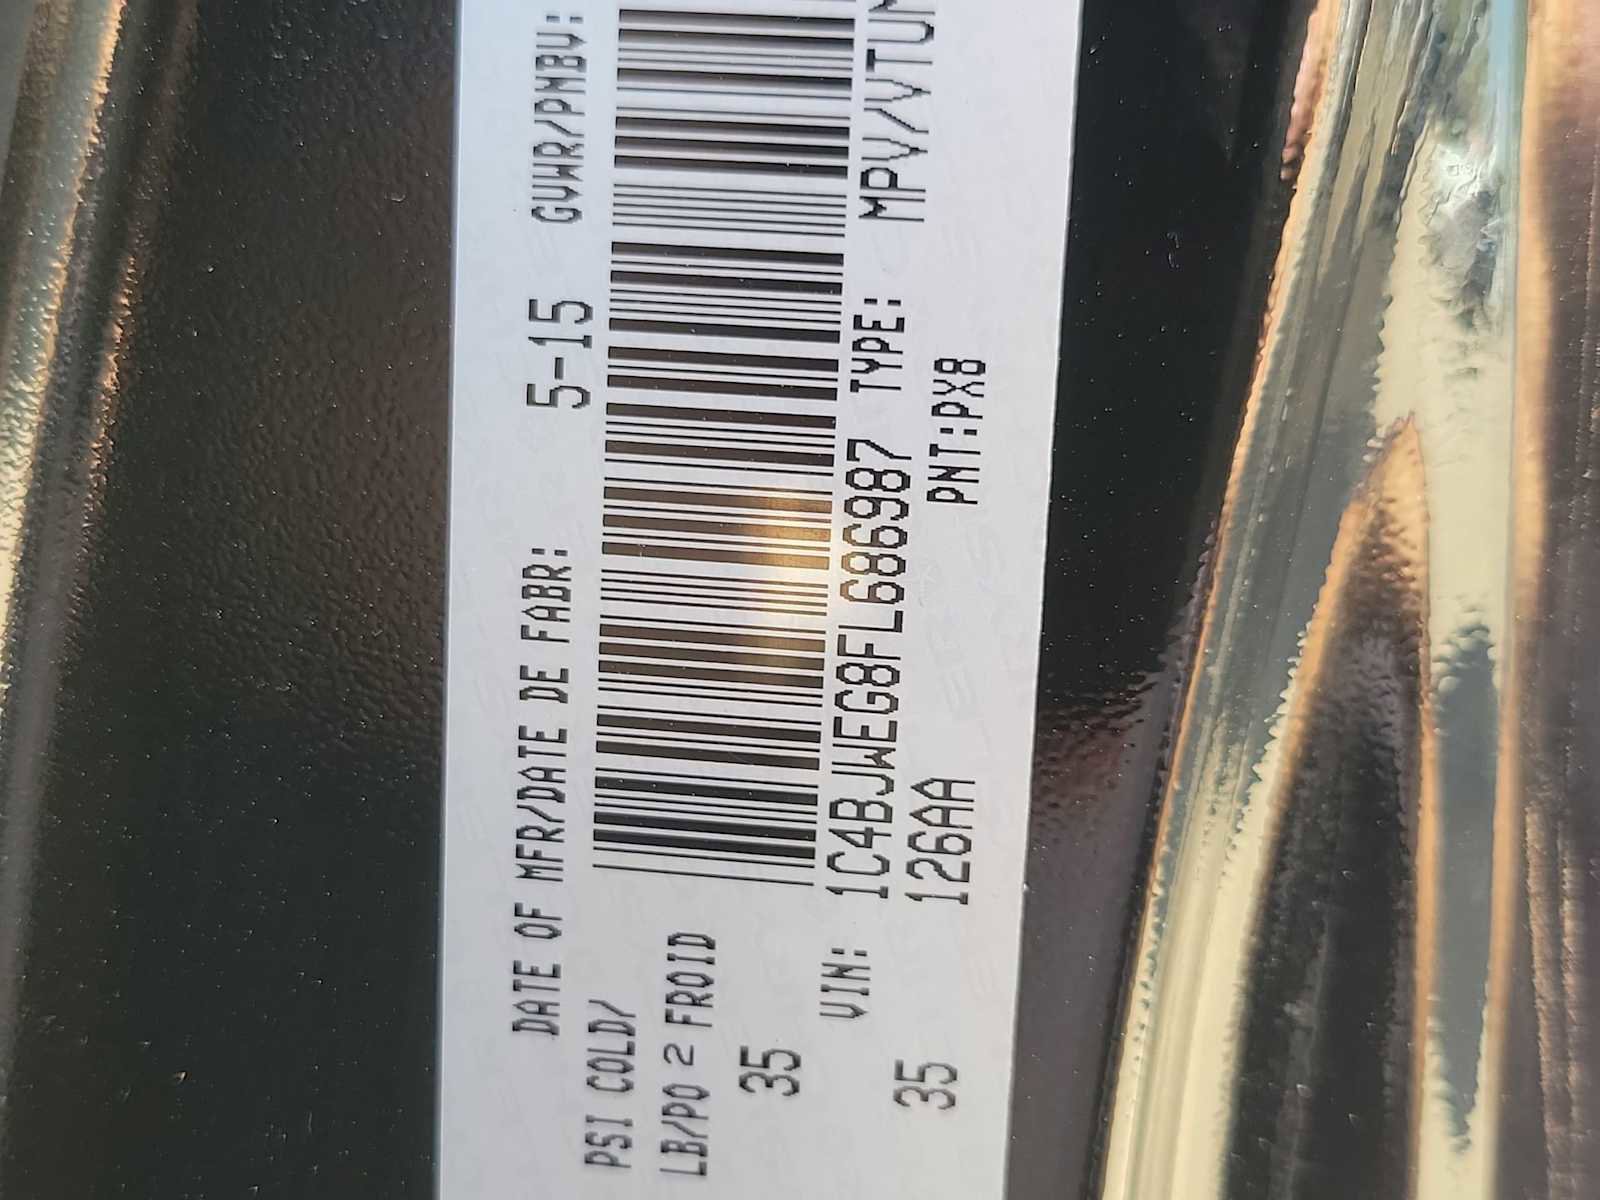 DATE OF MFR/DATE DE FABR: 5-15 GVWR/PNBV:
PSI COLD/
LB/PO 2 FROID
35
VIN: 1C4BJWEG8FL686987 TYPE: MPV/VTUM
35 126AA PNT:PX8